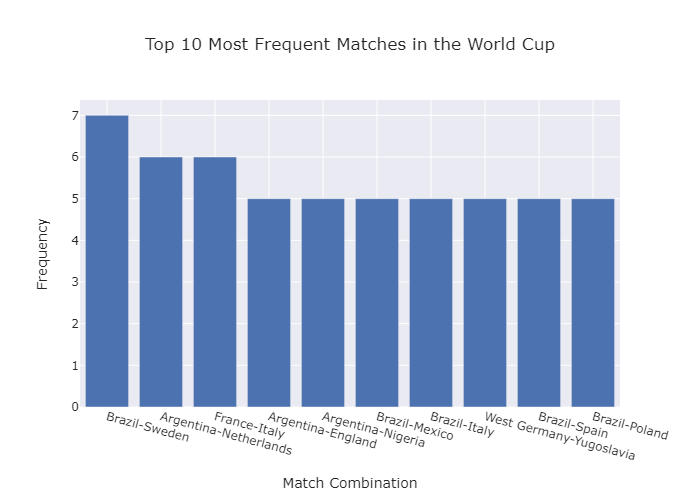 Top 10 Most Frequent Matches in the World Cup
7
6
5
4
3
2
1
0
Frequency
Brazil-Sweden
Argentina-Netherlands
France-Italy
Argentina-England
Argentina-Nigeria
Brazil-Mexico
Brazil-Italy
West Germany-Yugoslavia
Brazil-Spain
Brazil-Poland
Match Combination